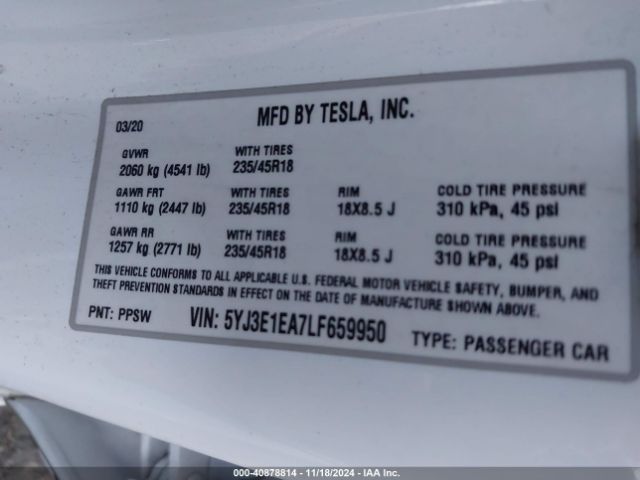 MFD BY TESLA, INC.
03/20
GVWR WITH TIRES
2060 kg (4541 lb) 235/45R18
GAWR FRT WITH TIRES RIM COLD TIRE PRESSURE
1110 kg (2447 lb) 235/45R18 18X8.5 J 310 kPa, 45 psi
GAWR RR WITH TIRES RIM COLD TIRE PRESSURE
1257 kg (2771 lb) 235/45R18 18X8.5 J 310 kPa, 45 psi
THIS VEHICLE CONFORMS TO ALL APPLICABLE U.S. FEDERAL MOTOR VEHICLE SAFETY, BUMPER, AND
THEFT PREVENTION STANDARDS IN EFFECT ON THE DATE OF MANUFACTURE SHOWN ABOVE.
PNT: PPSW VIN: 5YJ3E1EA7LF659950 TYPE: PASSENGER CAR
000-40878814 - 11/18/2024 - IAA Inc.